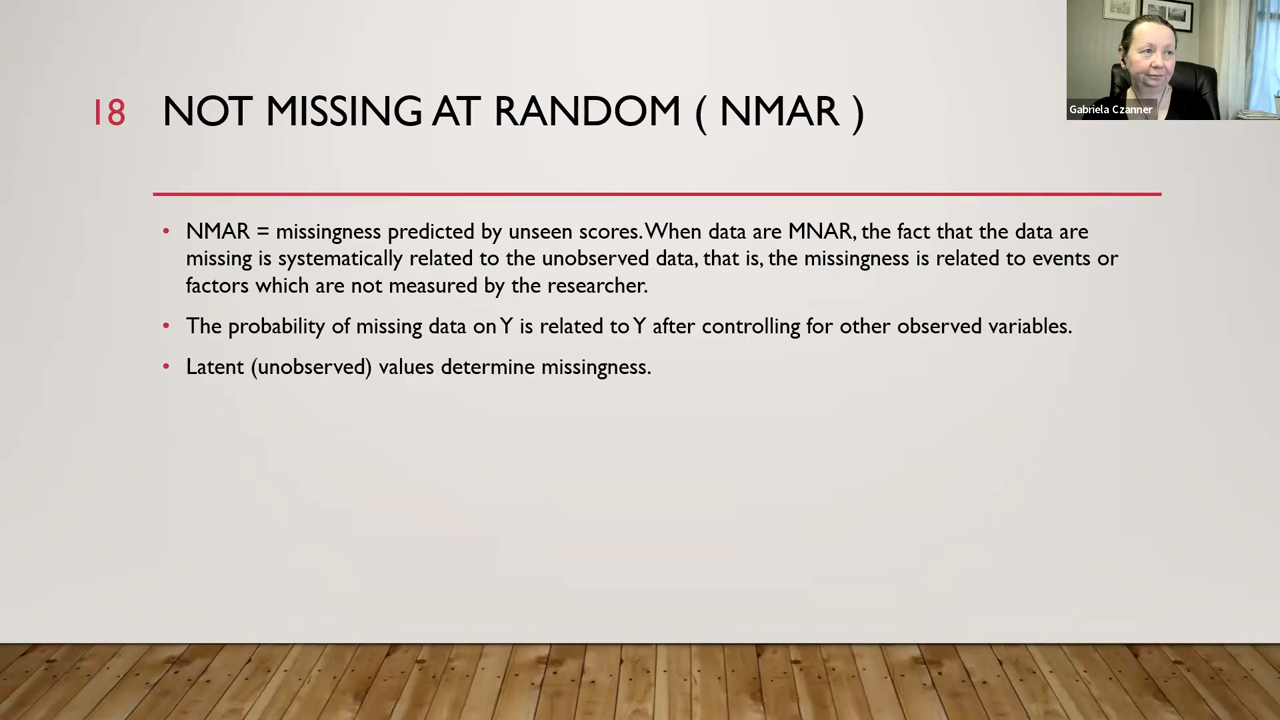 18 NOT MISSING AT RANDOM ( NMAR )
Gabriela Czanner
• NMAR = missingness predicted by unseen scores. When data are MNAR, the fact that the data are
missing is systematically related to the unobserved data, that is, the missingness is related to events or
factors which are not measured by the researcher.
• The probability of missing data on Y is related to Y after controlling for other observed variables.
• Latent (unobserved) values determine missingness.